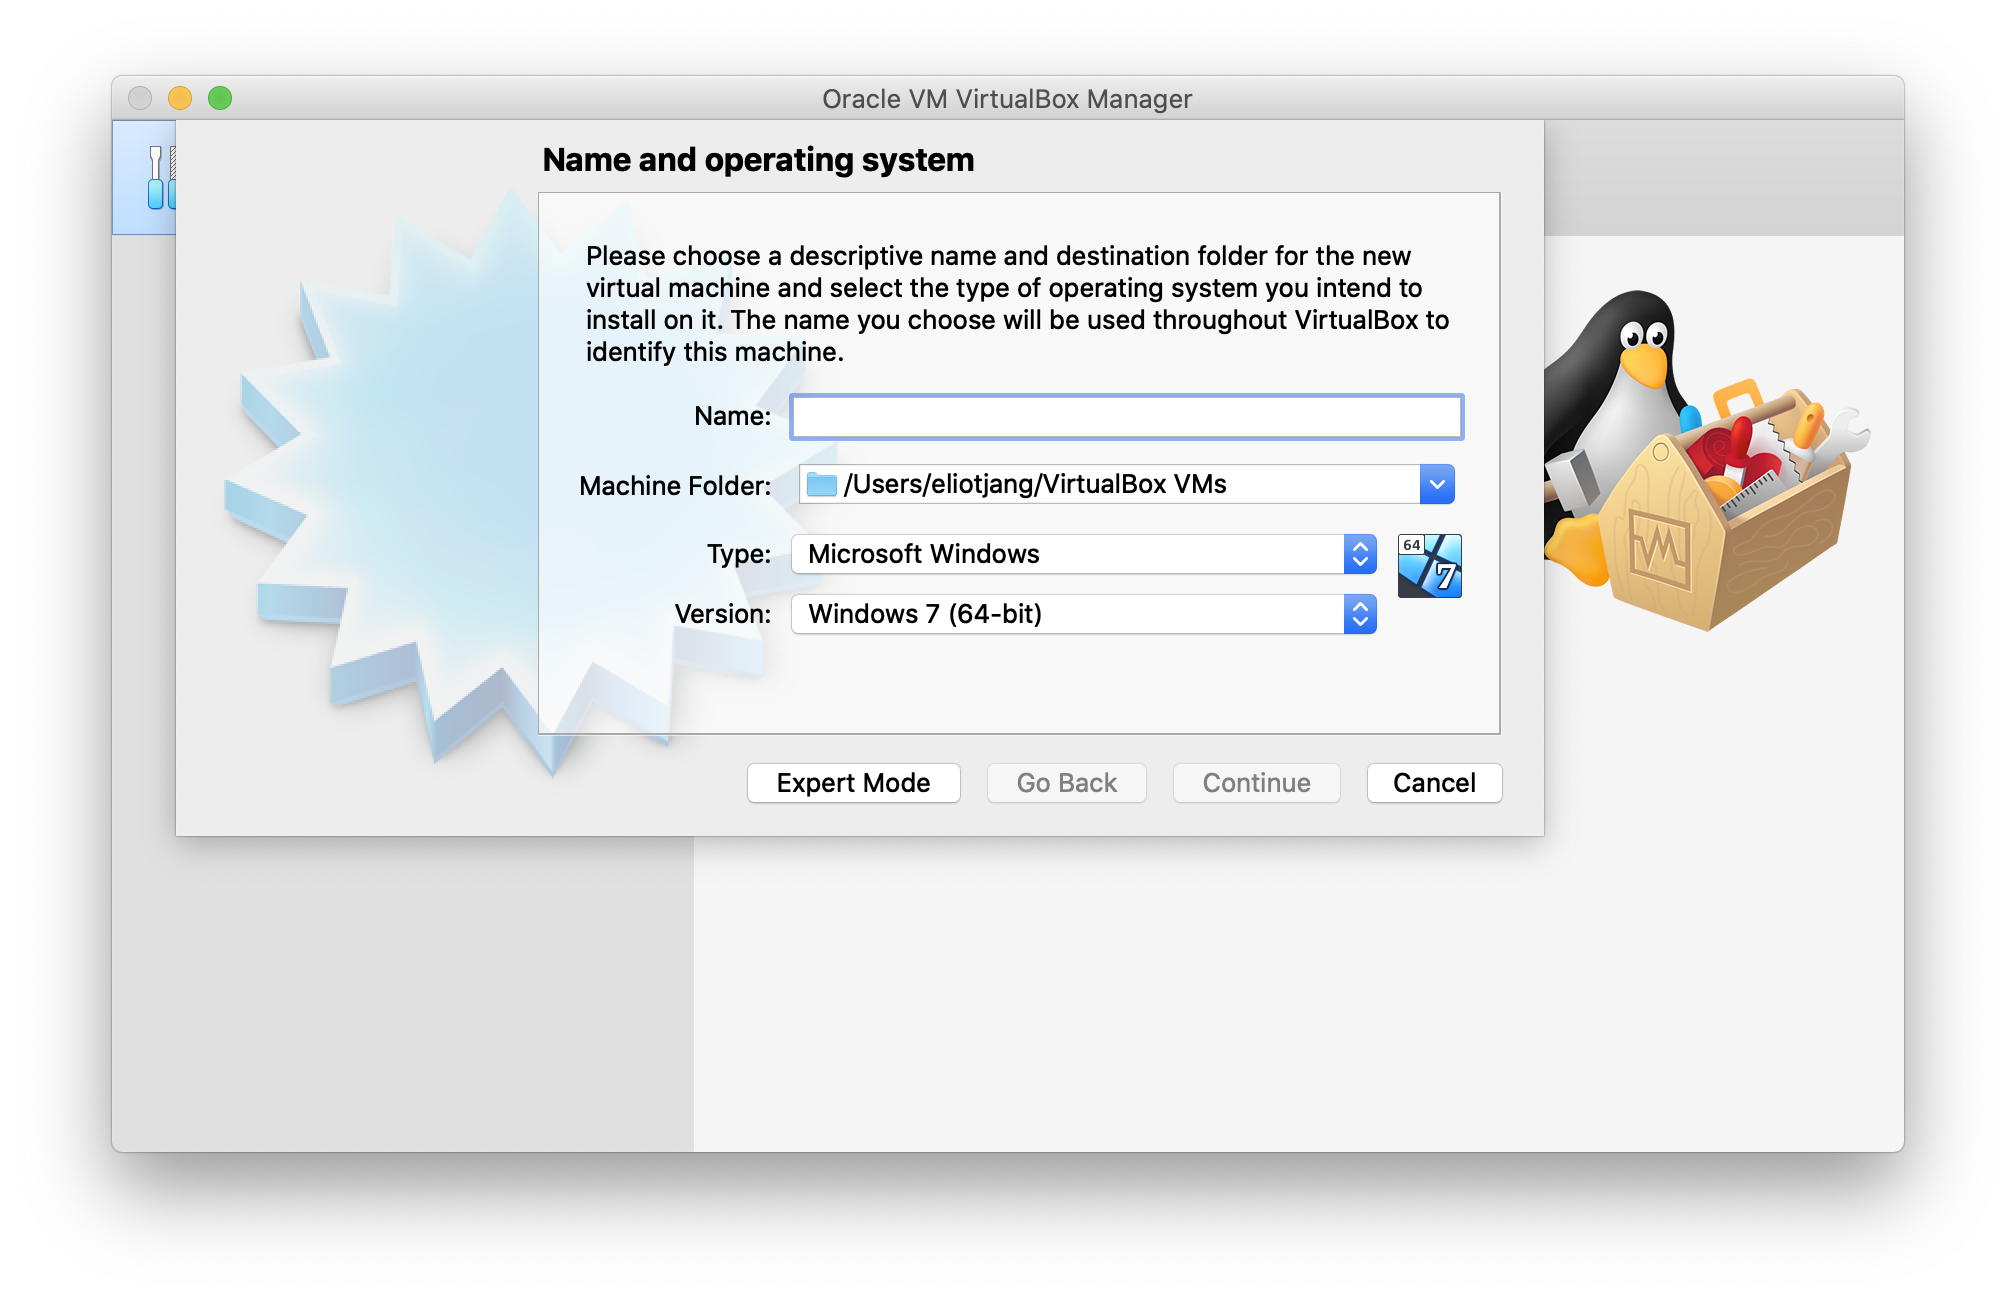 Oracle VM VirtualBox Manager
Name and operating system
Please choose a descriptive name and destination folder for the new
virtual machine and select the type of operating system you intend to
install on it. The name you choose will be used throughout VirtualBox to
identify this machine.
Name:
Machine Folder: /Users/eliotjang/VirtualBox VMs
Type: Microsoft Windows
64
7
Version: Windows 7 (64-bit)
Expert Mode Go Back Continue Cancel